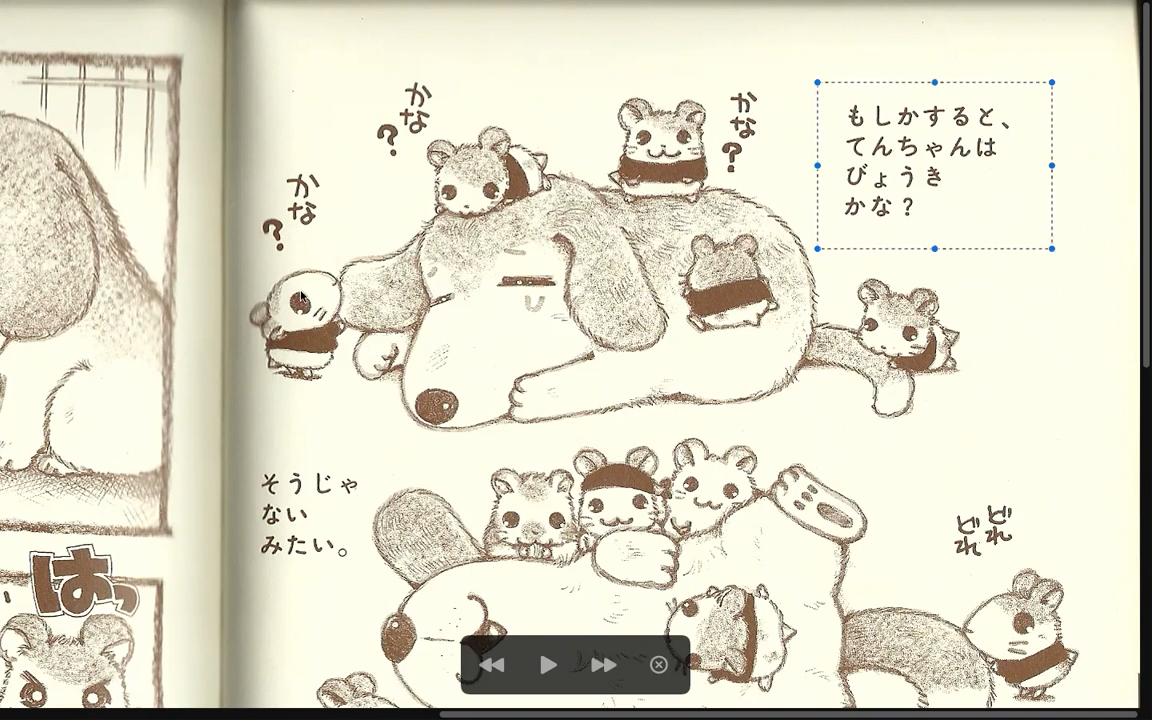 もしかすると、
てんちゃんは
びょうき
かな?
かな?
かな?
かな?
そうじゃ
ない
みたい。
どれどれ
はっ